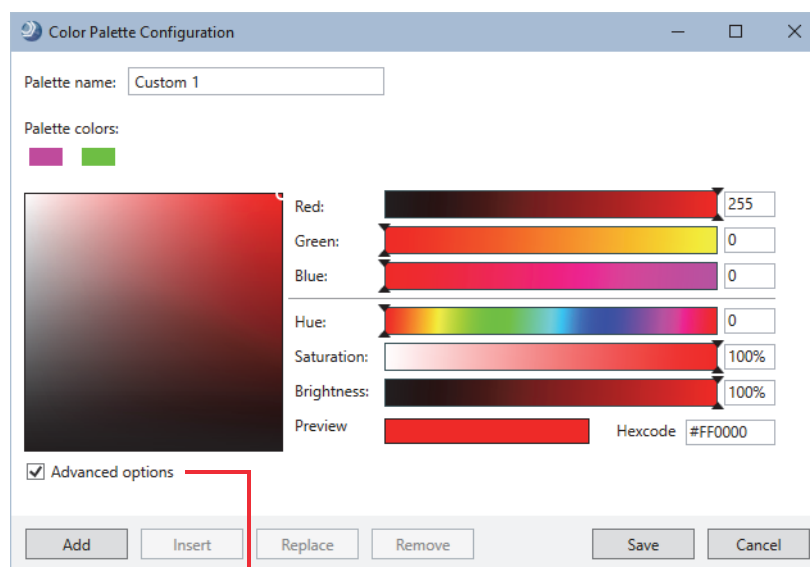 Color Palette Configuration
Palette name: Custom 1
Palette colors:
Red: 255
Green: 0
Blue: 0
Hue: 0
Saturation: 100%
Brightness: 100%
Preview Hexcode #FF0000
Advanced options
Add Insert Replace Remove Save Cancel